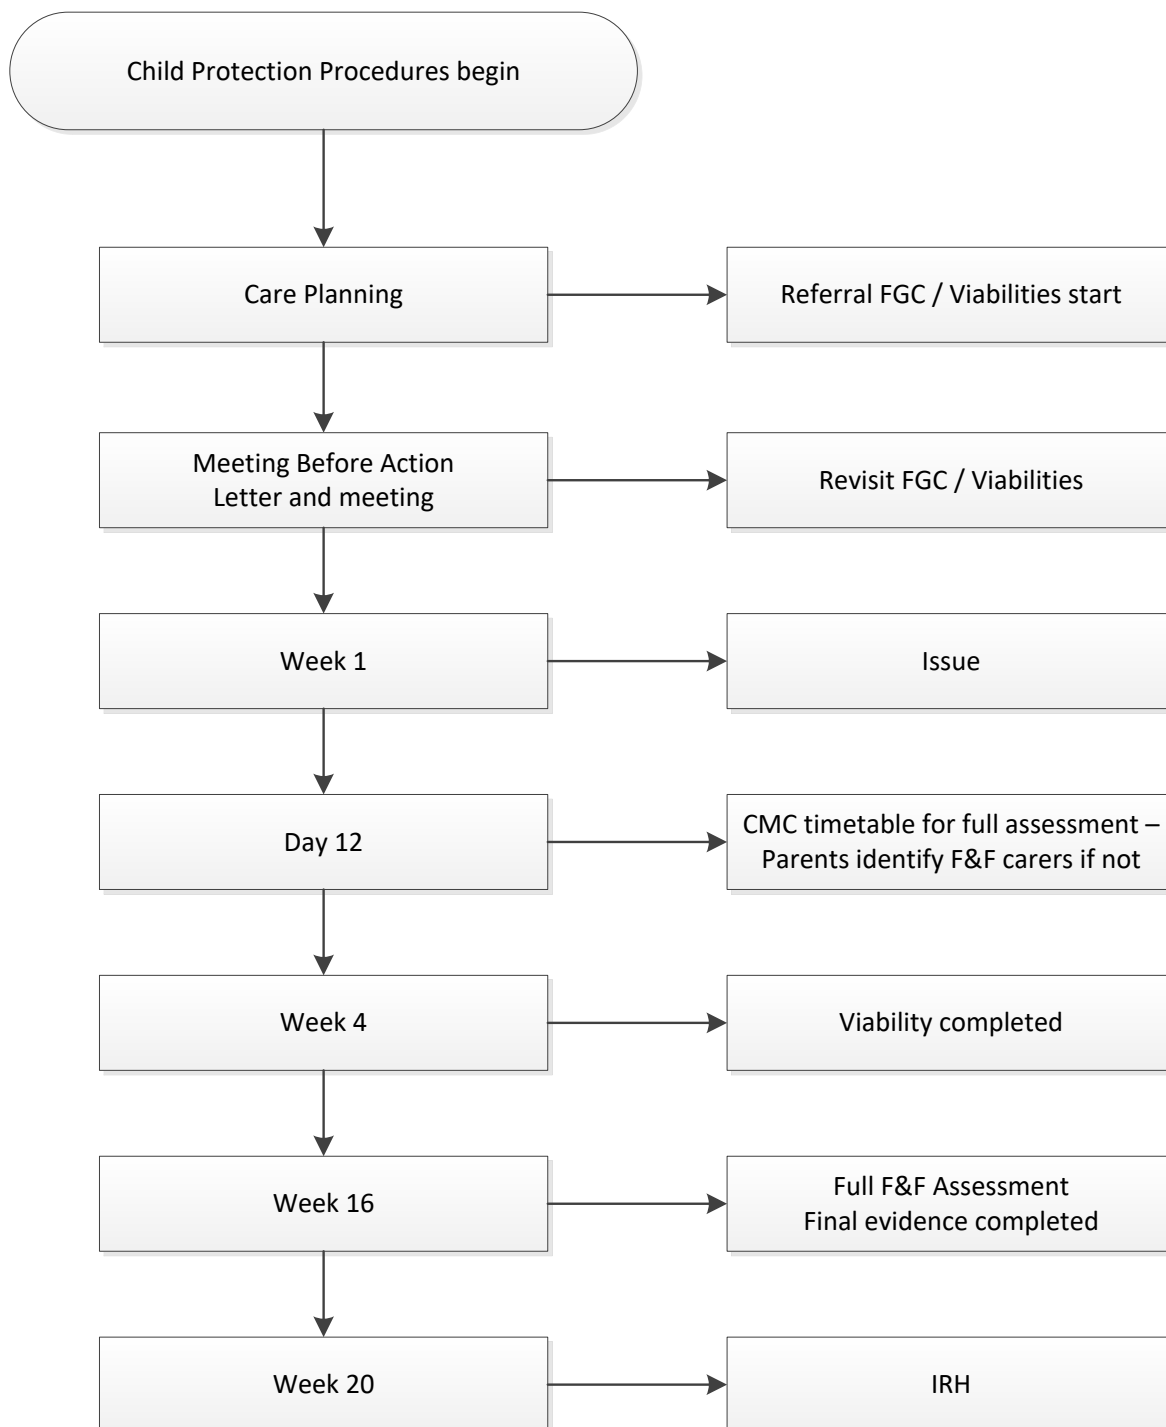 Child Protection Procedures begin
Care Planning
Referral FGC / Viabilities start
Meeting Before Action
Letter and meeting
Revisit FGC / Viabilities
Week 1
Issue
Day 12
CMC timetable for full assessment –
Parents identify F&F carers if not
Week 4
Viability completed
Week 16
Full F&F Assessment
Final evidence completed
Week 20
IRH